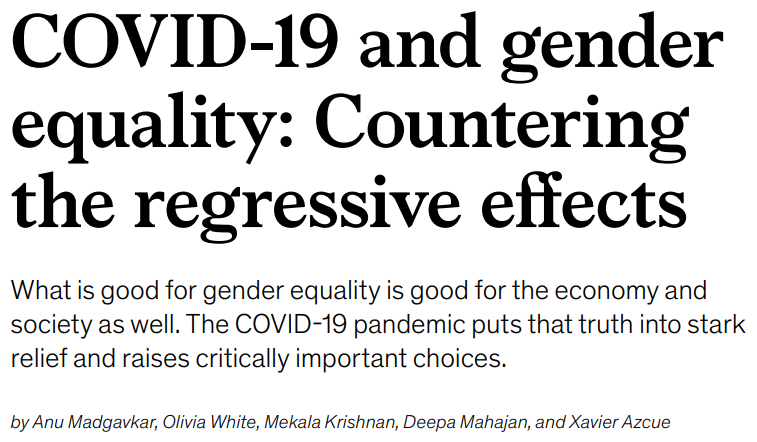 COVID-19 and gender
equality: Countering
the regressive effects
What is good for gender equality is good for the economy and
society as well. The COVID-19 pandemic puts that truth into stark
relief and raises critically important choices.
by Anu Madgavkar, Olivia White, Mekala Krishnan, Deepa Mahajan, and Xavier Azcue